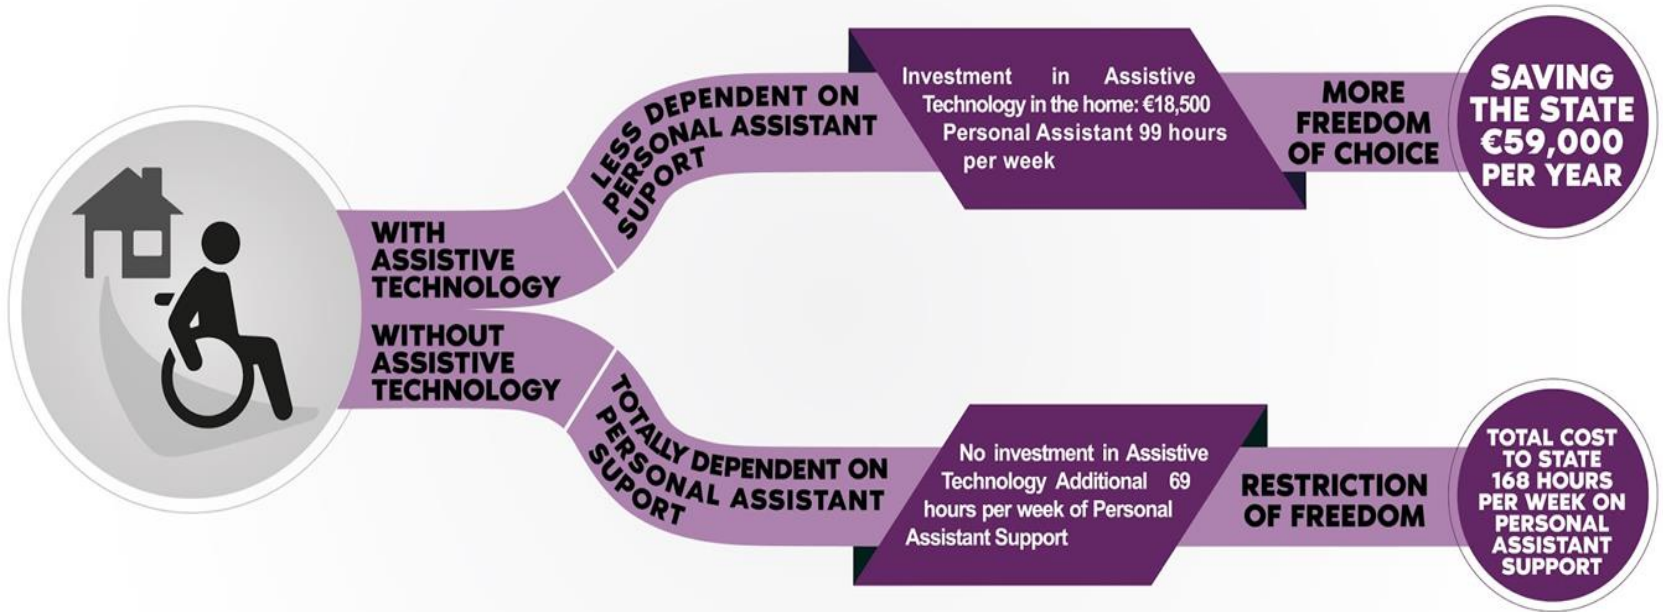 WITH
ASSISTIVE
TECHNOLOGY
LESS DEPENDENT ON
PERSONAL ASSISTANT
SUPORT
Investment in Assistive
Technology in the home: €18,500
Personal Assistant 99 hours
per week
MORE
FREEDOM
OF CHOICE
SAVING
THE STATE
€59,000
PER YEAR
WITHOUT
ASSISTIVE
TECHNOLOGY
TOTALLY DEPENDENT ON
PERSONAL ASSISTANT
SUPORT
No investment in Assistive
Technology Additional 69
hours per week of Personal
Assistant Support
RESTRICTION
OF FREEDOM
TOTAL COST
TO STATE
168 HOURS
PER WEEK ON
PERSONAL
ASSISTANT
SUPPORT